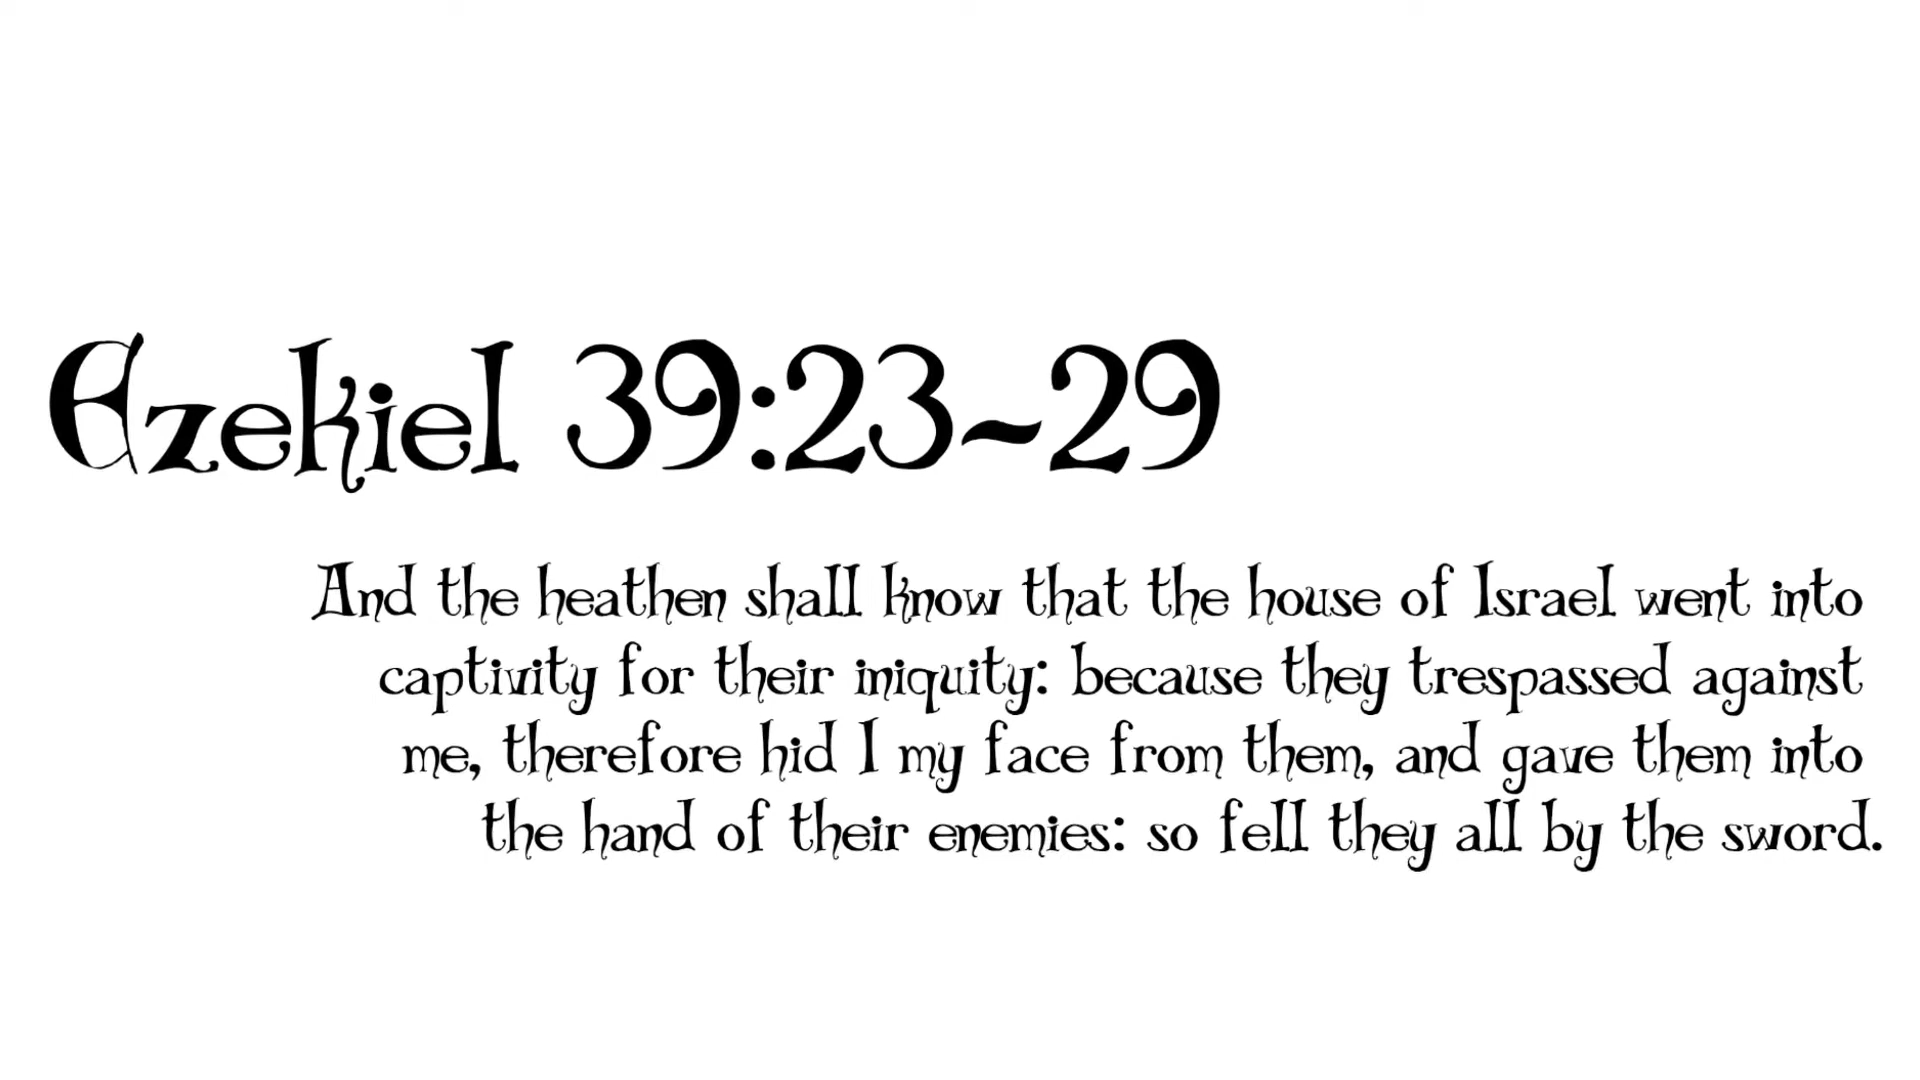 Ezekiel 39:23-29
And the heathen shall know that the house of Israel went into
captivity for their iniquity: because they trespassed against
me, therefore hid I my face from them, and gave them into
the hand of their enemies: so fell they all by the sword.